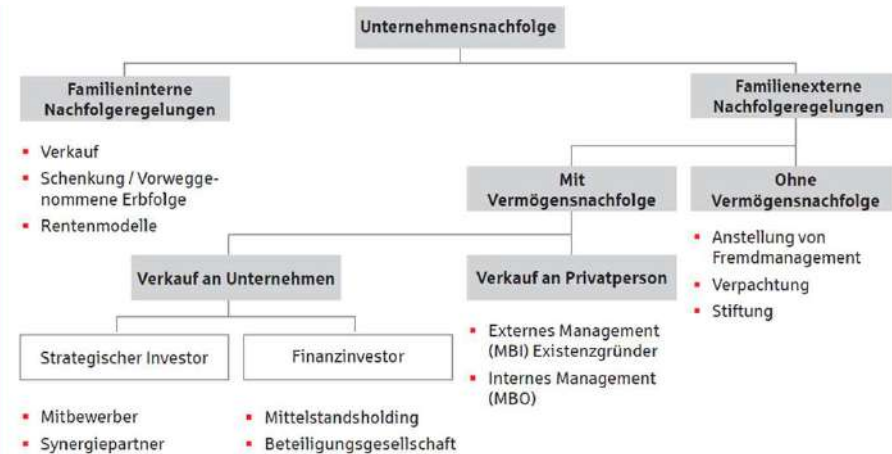 Unternehmensnachfolge
Familieninterne
Nachfolgeregelungen
▪ Verkauf
▪ Schenkung / Vorwegge-
nommene Erbfolge
▪ Rentenmodelle
Familienexterne
Nachfolgeregelungen
Mit
Vermögensnachfolge
Ohne
Vermögensnachfolge
▪ Anstellung von
Fremdmanagement
▪ Verpachtung
▪ Stiftung
Verkauf an Unternehmen
Verkauf an Privatperson
▪ Externes Management
(MBI) Existenzgründer
▪ Internes Management
(MBO)
Strategischer Investor
▪ Mitbewerber
▪ Synergiepartner
Finanzinvestor
▪ Mittelstandsholding
▪ Beteiligungsgesellschaft